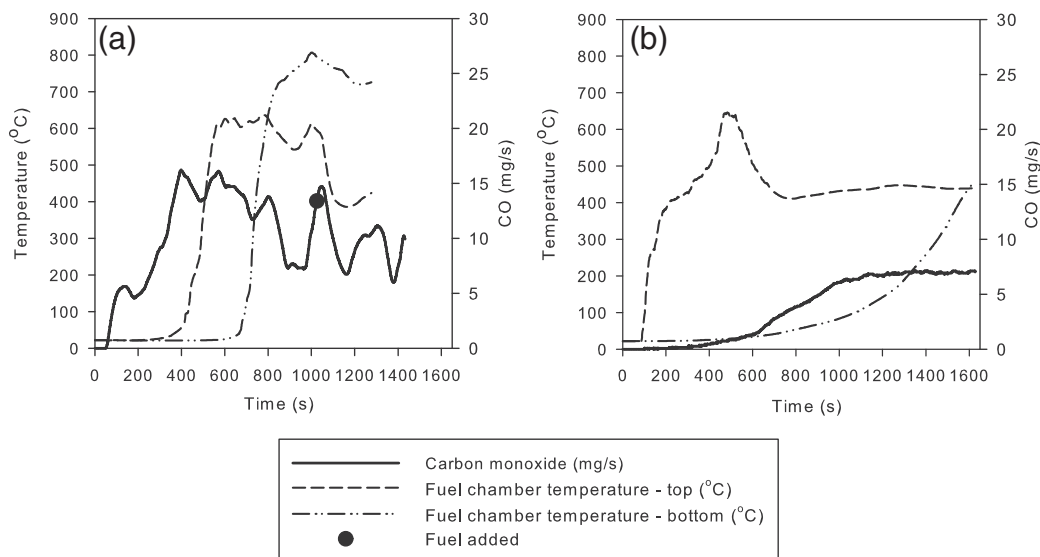 (a)
Temperature (°C)
900
800
700
600
500
400
300
200
100
0
0 200 400 600 800 1000 1200 1400 1600
Time (s)
30
25
20
15
10
5
0
CO (mg/s)
(b)
Temperature (°C)
900
800
700
600
500
400
300
200
100
0
0 200 400 600 800 1000 1200 1400 1600
Time (s)
30
25
20
15
10
5
0
CO (mg/s)
Carbon monoxide (mg/s)
Fuel chamber temperature - top (°C)
Fuel chamber temperature - bottom (°C)
Fuel added